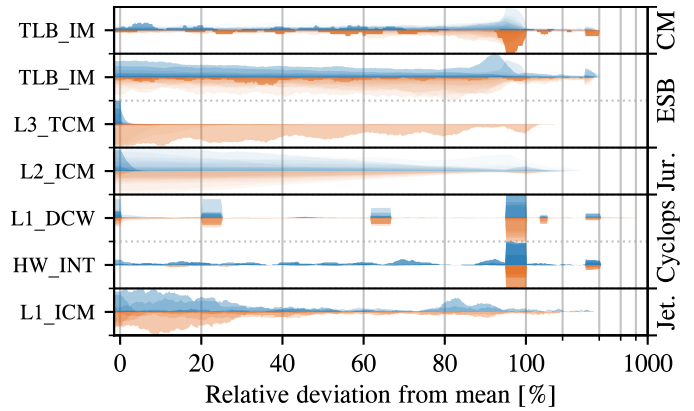 TLB_IM
CM
TLB_IM
L3_TCM
ESB
L2_ICM
Jur.
L1_DCW
HW_INT
Cyclops
L1_ICM
Jet.
0 20 40 60 80 100 1000
Relative deviation from mean [%]